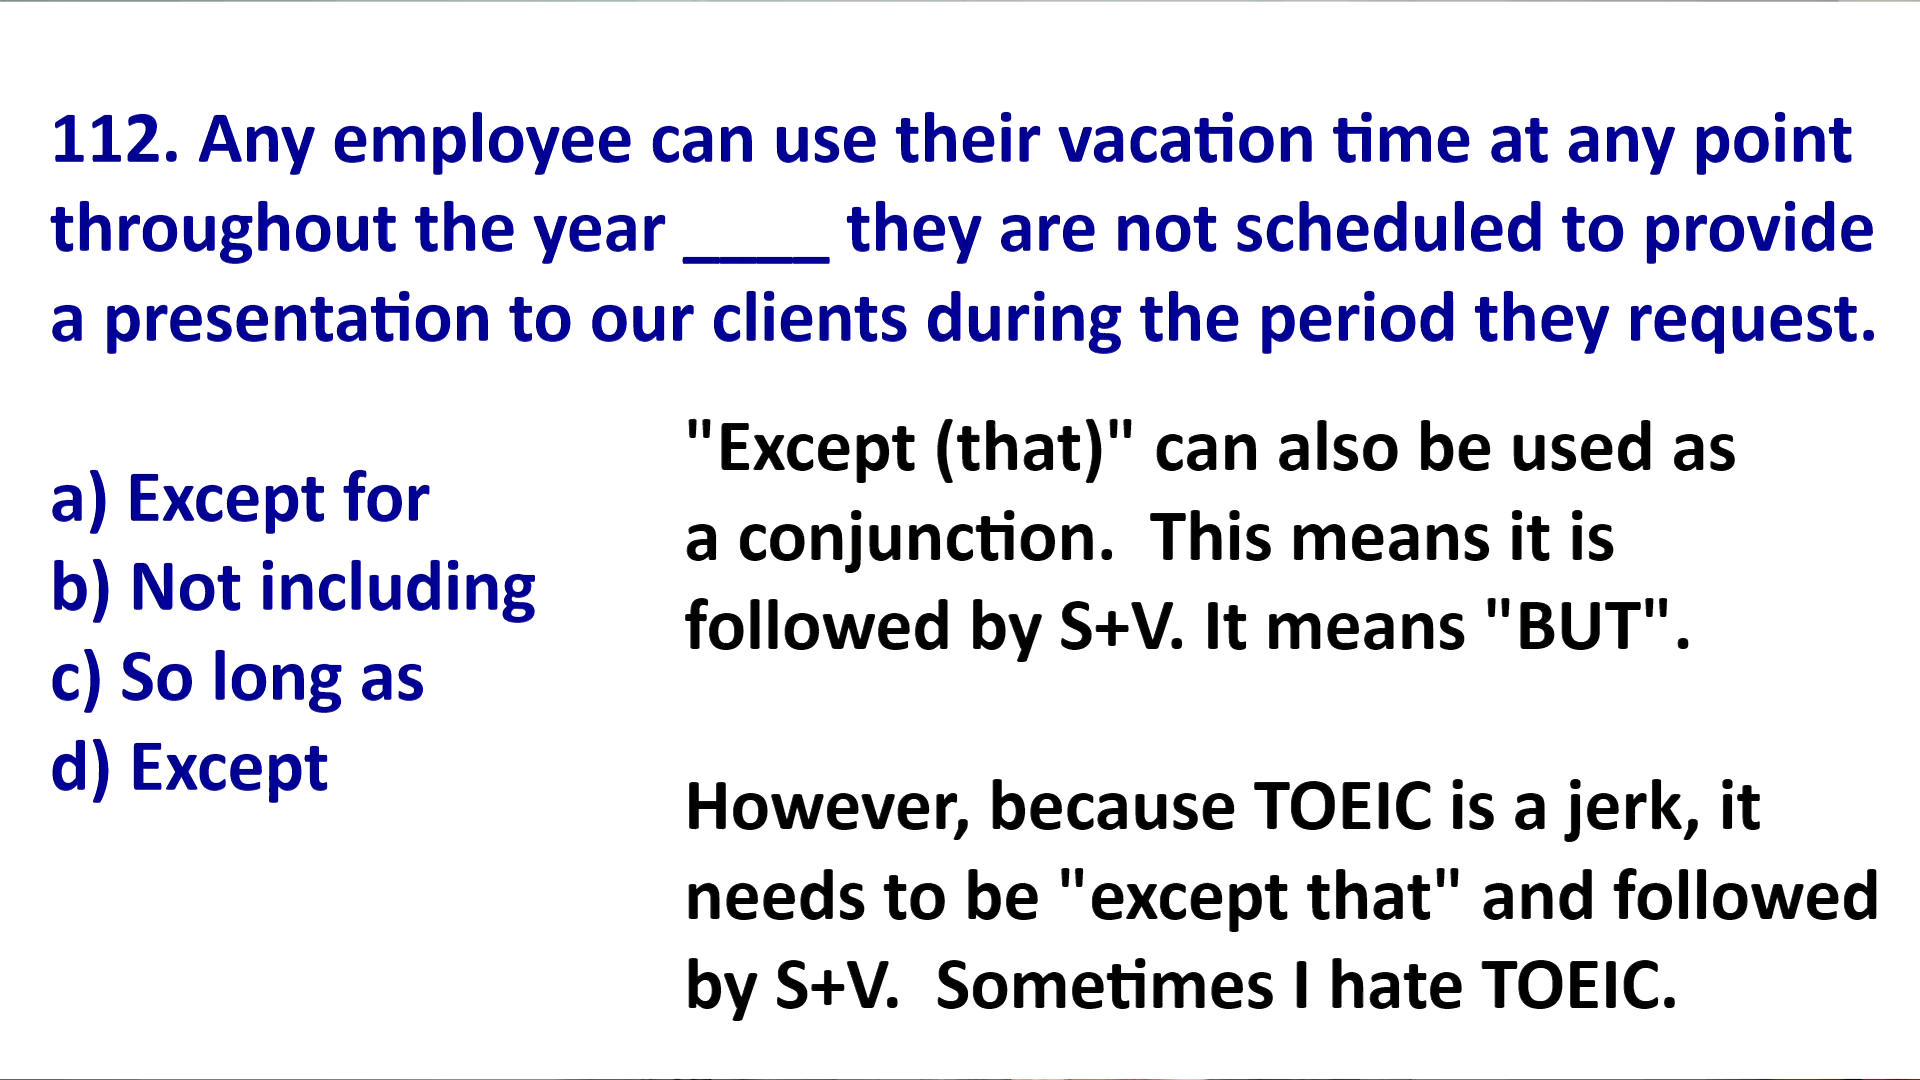 112. Any employee can use their vacation time at any point
throughout the year ____ they are not scheduled to provide
a presentation to our clients during the period they request.
a) Except for
b) Not including
c) So long as
d) Except
"Except (that)" can also be used as
a conjunction.  This means it is
followed by S+V. It means "BUT".
However, because TOEIC is a jerk, it
needs to be "except that" and followed
by S+V.  Sometimes I hate TOEIC.